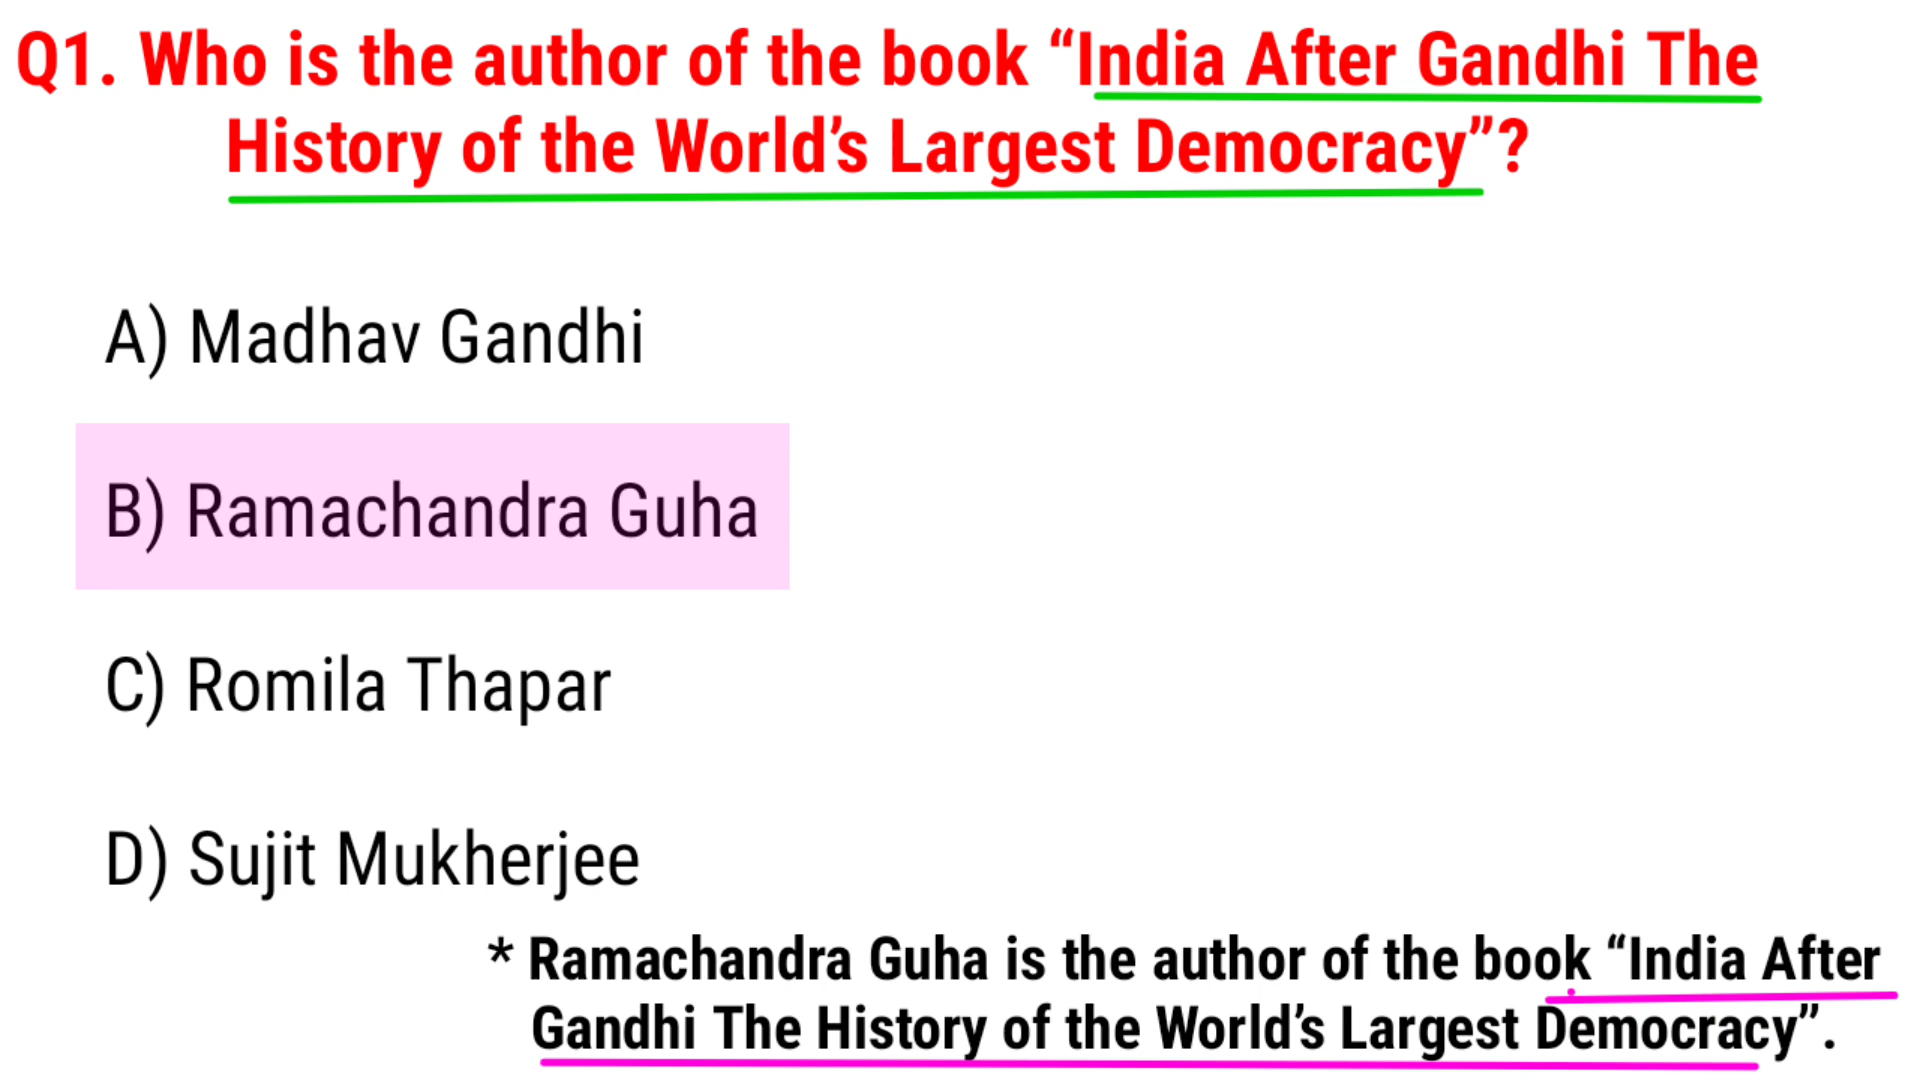 Q1. Who is the author of the book “India After Gandhi The
History of the World’s Largest Democracy”?
A) Madhav Gandhi
B) Ramachandra Guha
C) Romila Thapar
D) Sujit Mukherjee
* Ramachandra Guha is the author of the book “India After
Gandhi The History of the World’s Largest Democracy”.